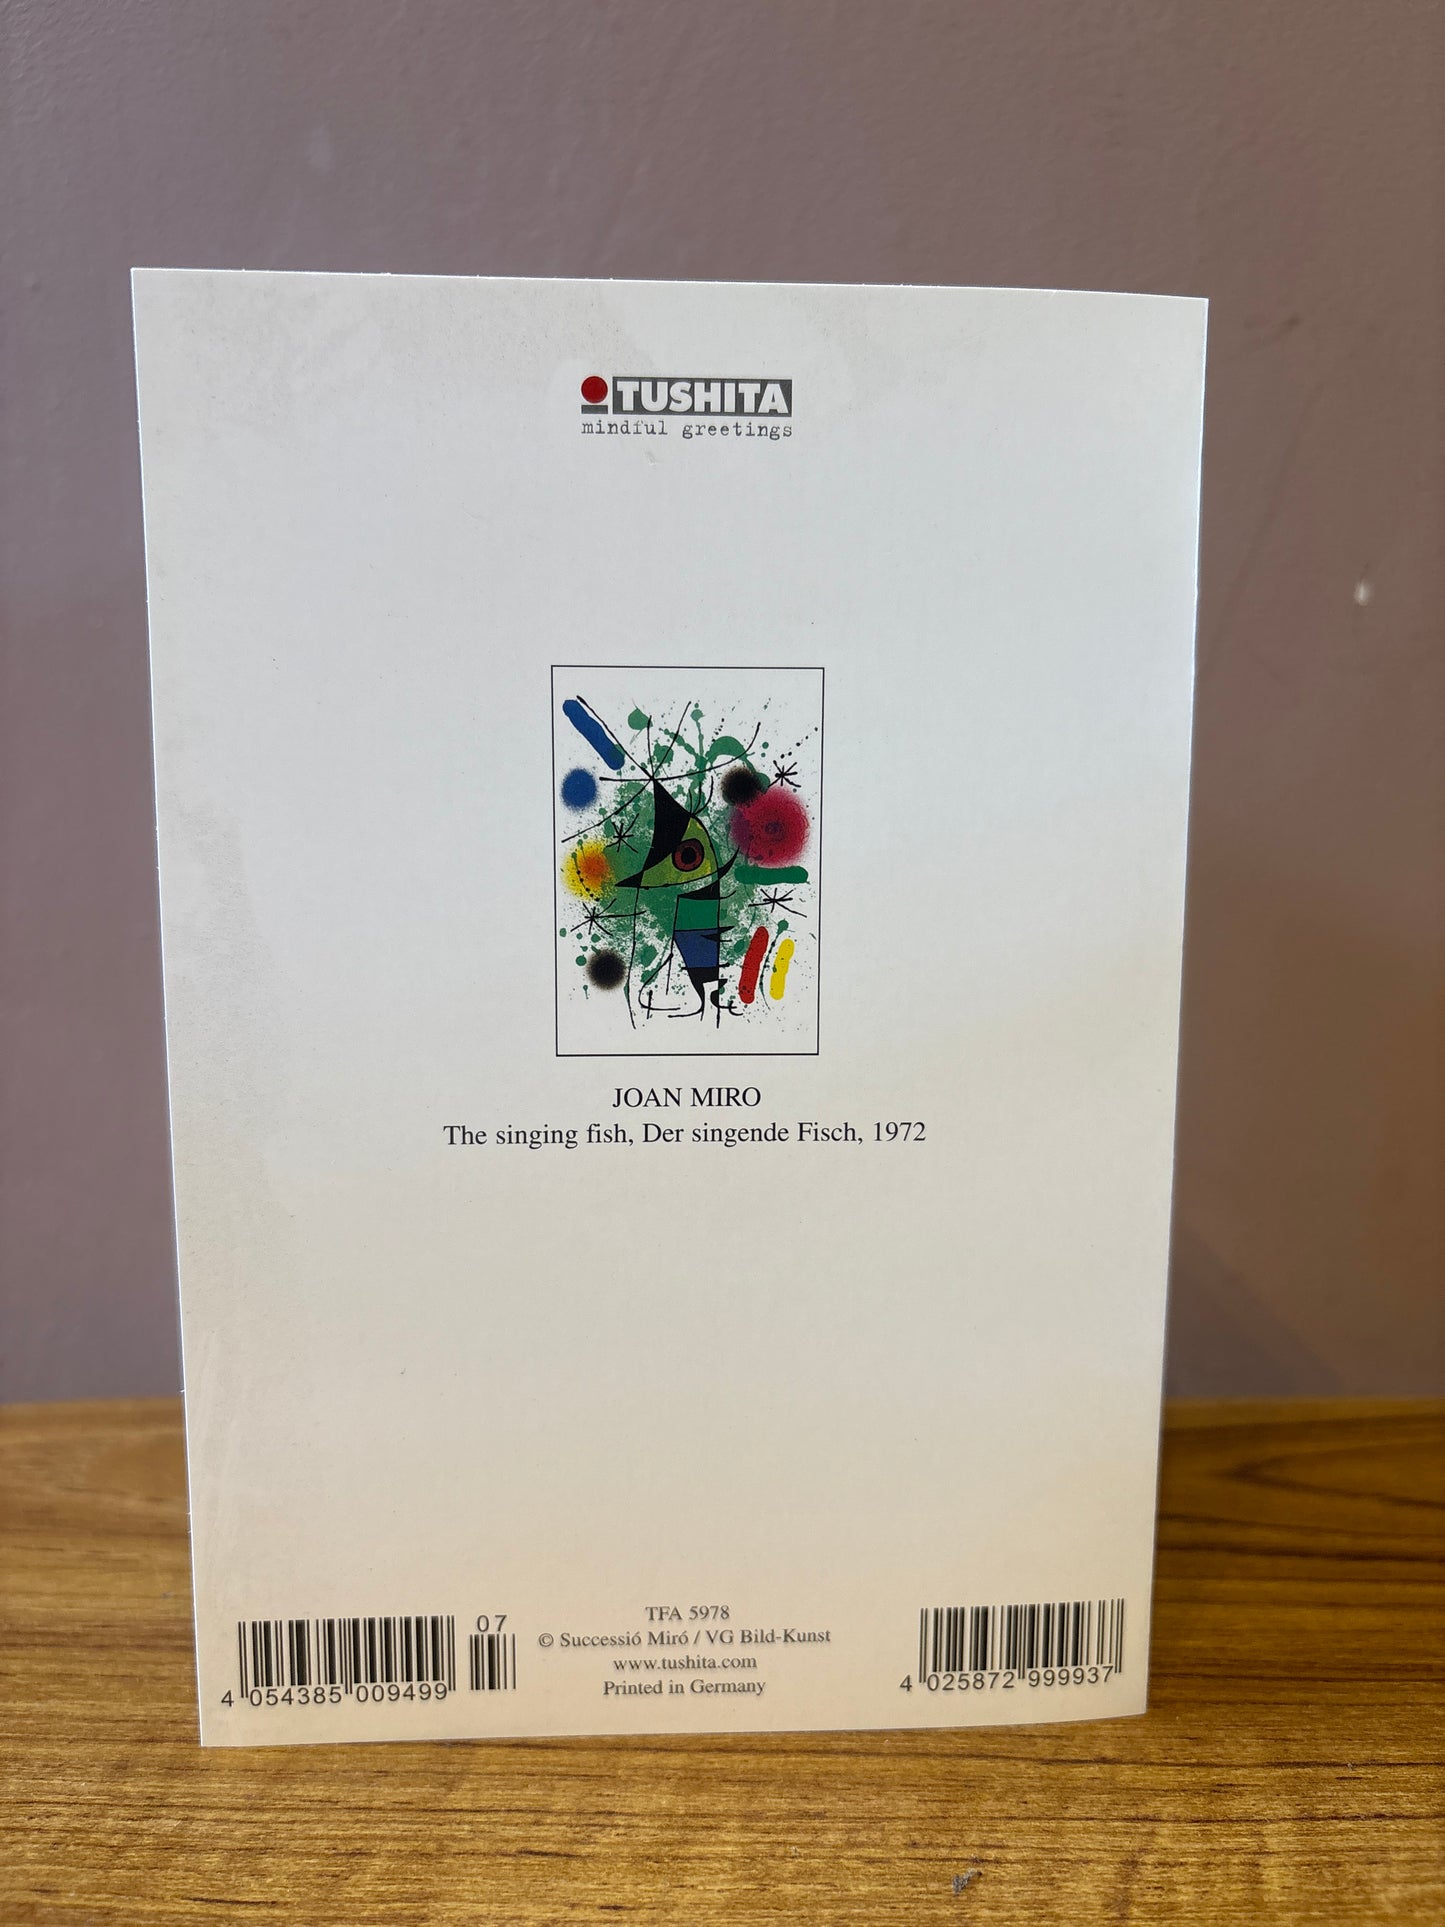 TUSHITA
mindful greetings
JOAN MIRO
The singing fish, Der singende Fisch, 1972
07
4 054385 009499
TFA 5978
© Successió Miró / VG Bild-Kunst
www.tushita.com
Printed in Germany
4 025872 999937